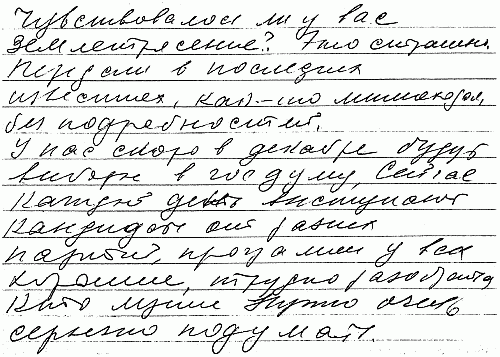 Чувствовалось ли у вас
землетрясение? Это страшно.
Передали в последних
известиях, как-то мимоходом,
без подробностей.
У нас скоро в декабре будут
выборы в госдуму, сейчас
каждый день выступают
кандидаты от разных
партий, программы у всех
хорошие, трудно разобраться
кто лучше нужно очень
серьезно подумать.